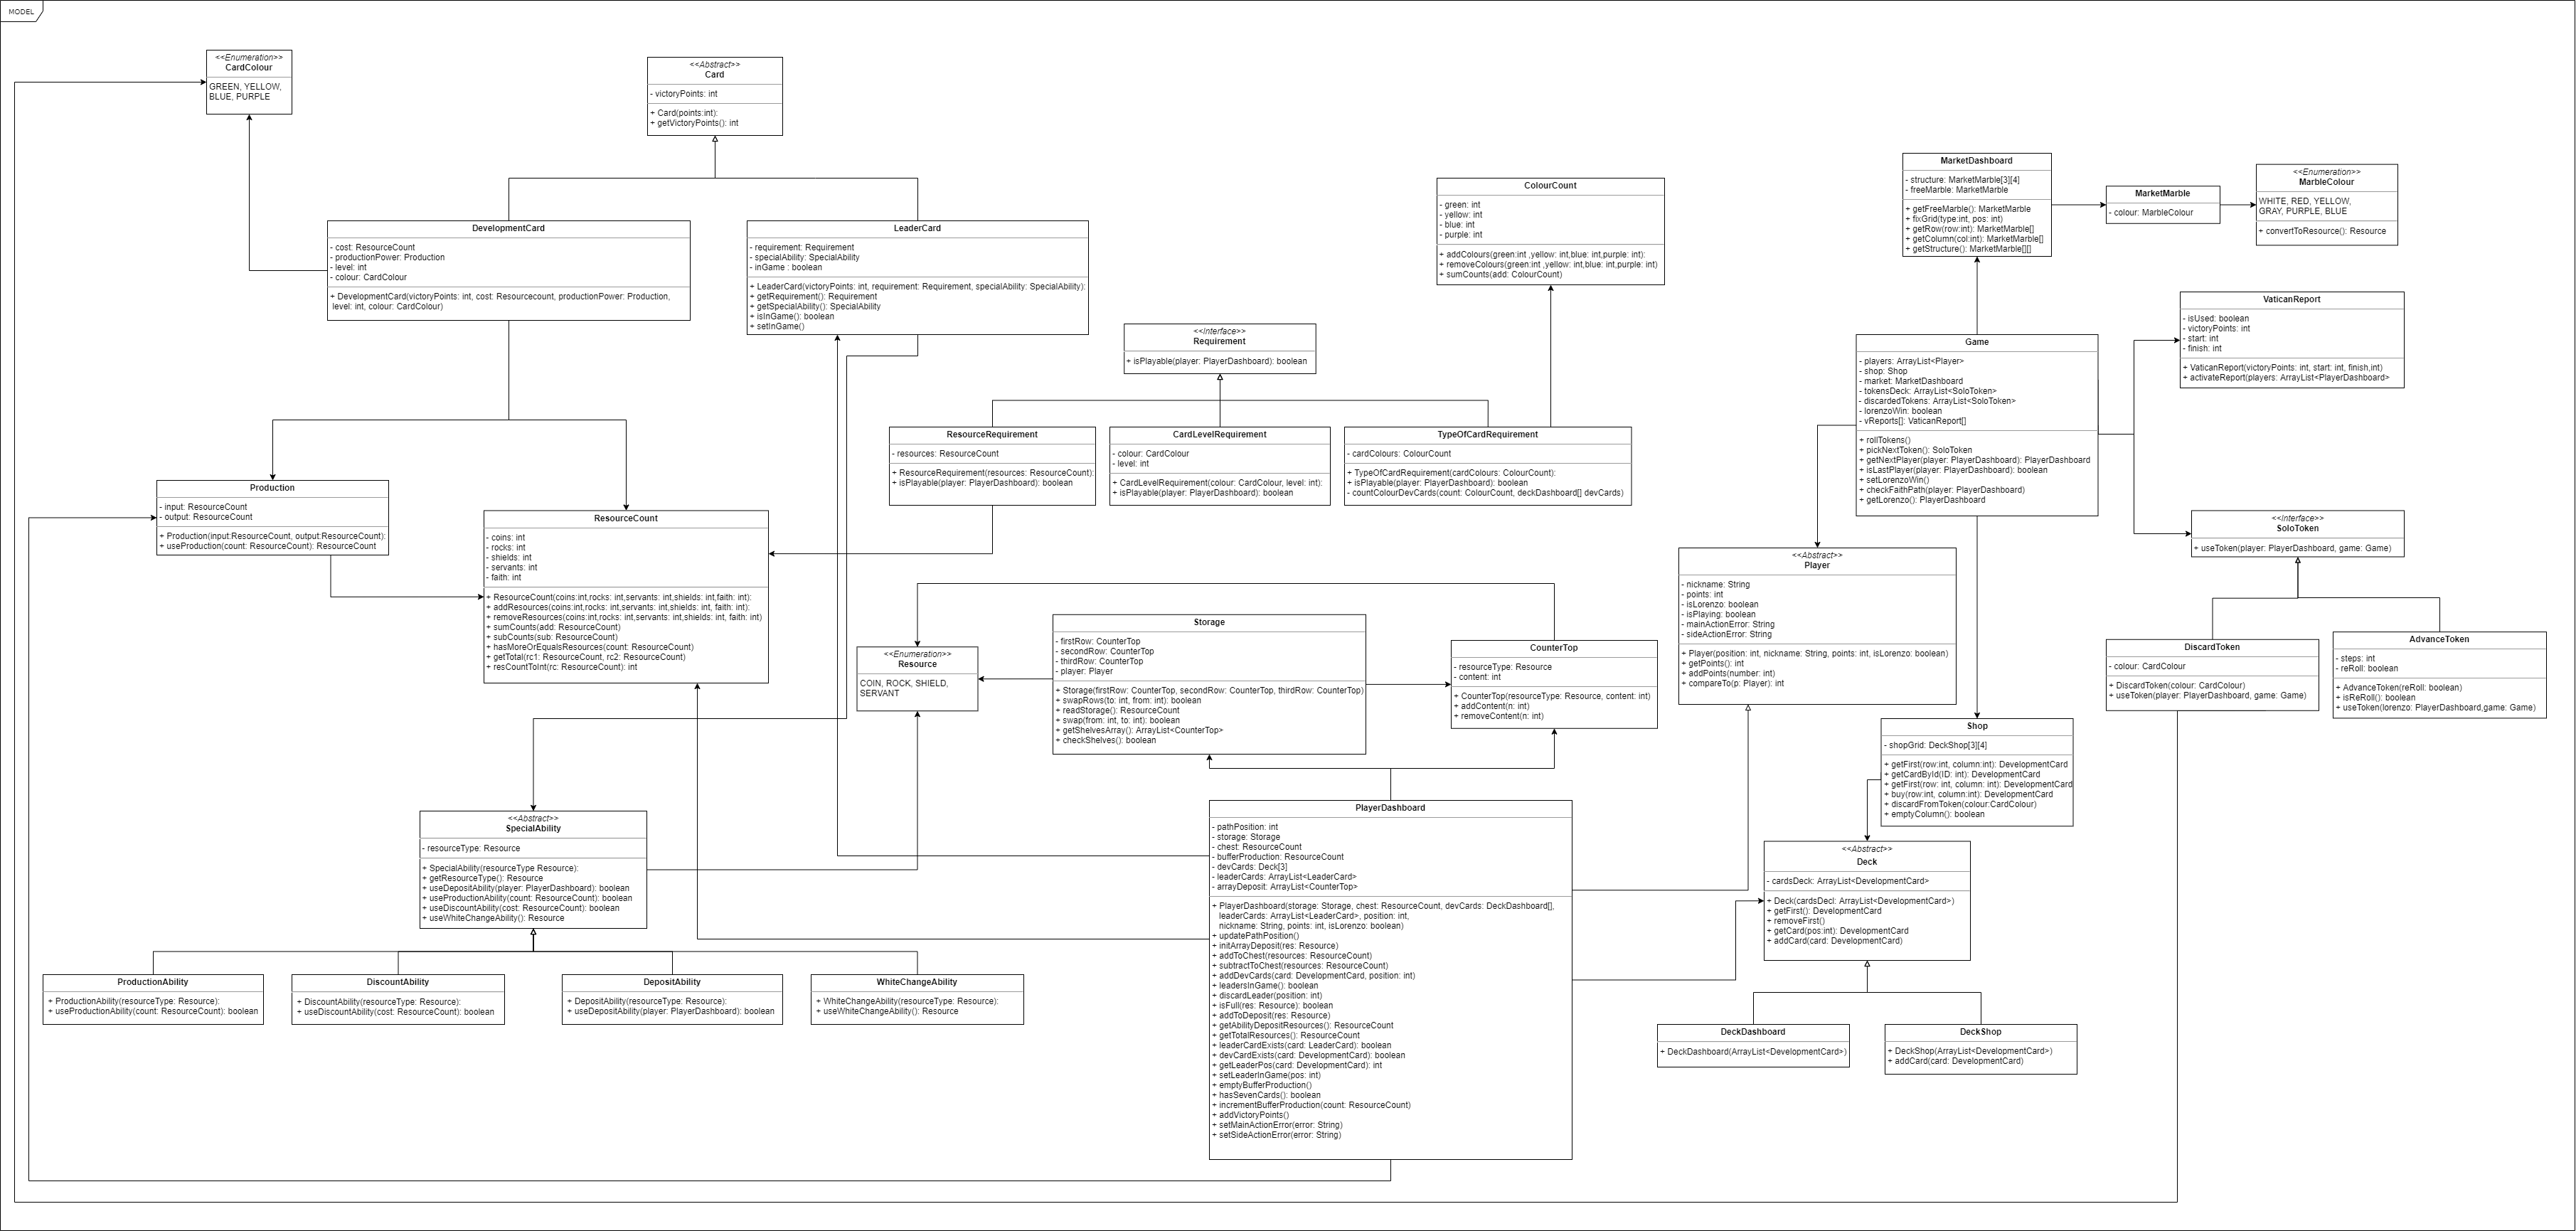 MODEL
<<Enumeration>>
CardColour
GREEN, YELLOW,
BLUE, PURPLE
<<Abstract>>
Card
- victoryPoints: int
+ Card(points:int):
+ getVictoryPoints(): int
DevelopmentCard
- cost: ResourceCount
- productionPower: Production
- level: int
- colour: CardColour
+ DevelopmentCard(victoryPoints: int, cost: Resourcecount, productionPower: Production,
level: int, colour: CardColour)
LeaderCard
- requirement: Requirement
- specialAbility: SpecialAbility
- inGame : boolean
+ LeaderCard(victoryPoints: int, requirement: Requirement, specialAbility: SpecialAbility):
+ getRequirement(): Requirement
+ getSpecialAbility(): SpecialAbility
+ isInGame(): boolean
+ setInGame()
ColourCount
- green: int
- yellow: int
- blue: int
- purple: int
+ addColours(green:int ,yellow: int,blue: int,purple: int):
+ removeColours(green:int ,yellow: int,blue: int,purple: int)
+ sumCounts(add: ColourCount)
MarketDashboard
- structure: MarketMarble[3][4]
- freeMarble: MarketMarble
+ getFreeMarble(): MarketMarble
+ fixGrid(type:int, pos: int)
+ getRow(row:int): MarketMarble[]
+ getColumn(col:int): MarketMarble[]
+ getStructure(): MarketMarble[][]
MarketMarble
- colour: MarbleColour
<<Enumeration>>
MarbleColour
WHITE, RED, YELLOW,
GRAY, PURPLE, BLUE
+ convertToResource(): Resource
<<Interface>>
Requirement
+ isPlayable(player: PlayerDashboard): boolean
Game
- players: ArrayList<Player>
- shop: Shop
- market: MarketDashboard
- tokensDeck: ArrayList<SoloToken>
- discardedTokens: ArrayList<SoloToken>
- lorenzoWin: boolean
- vReports[]: VaticanReport[]
+ rollTokens()
+ pickNextToken(): SoloToken
+ getNextPlayer(player: PlayerDashboard): PlayerDashboard
+ isLastPlayer(player: PlayerDashboard): boolean
+ setLorenzoWin()
+ checkFaithPath(player: PlayerDashboard)
+ getLorenzo(): PlayerDashboard
VaticanReport
- isUsed: boolean
- victoryPoints: int
- start: int
- finish: int
+ VaticanReport(victoryPoints: int, start: int, finish,int)
+ activateReport(players: ArrayList<PlayerDashboard>
ResourceRequirement
- resources: ResourceCount
+ ResourceRequirement(resources: ResourceCount):
+ isPlayable(player: PlayerDashboard): boolean
CardLevelRequirement
- colour: CardColour
- level: int
+ CardLevelRequirement(colour: CardColour, level: int):
+ isPlayable(player: PlayerDashboard): boolean
TypeOfCardRequirement
- cardColours: ColourCount
+ TypeOfCardRequirement(cardColours: ColourCount):
+ isPlayable(player: PlayerDashboard): boolean
- countColourDevCards(count: ColourCount, deckDashboard[] devCards)
Production
- input: ResourceCount
- output: ResourceCount
+ Production(input:ResourceCount, output:ResourceCount):
+ useProduction(count: ResourceCount): ResourceCount
ResourceCount
- coins: int
- rocks: int
- shields: int
- servants: int
- faith: int
+ ResourceCount(coins:int,rocks: int,servants: int,shields: int,faith: int):
+ addResources(coins:int,rocks: int,servants: int,shields: int, faith: int):
+ removeResources(coins:int,rocks: int,servants: int,shields: int, faith: int)
+ sumCounts(add: ResourceCount)
+ subCounts(sub: ResourceCount)
+ hasMoreOrEqualsResources(count: ResourceCount)
+ getTotal(rc1: ResourceCount, rc2: ResourceCount)
+ resCountToInt(rc: ResourceCount): int
<<Interface>>
SoloToken
+ useToken(player: PlayerDashboard, game: Game)
<<Abstract>>
Player
- nickname: String
- points: int
- isLorenzo: boolean
- isPlaying: boolean
- mainActionError: String
- sideActionError: String
+ Player(position: int, nickname: String, points: int, isLorenzo: boolean)
+ getPoints(): int
+ addPoints(number: int)
+ compareTo(p: Player): int
<<Enumeration>>
Resource
COIN, ROCK, SHIELD,
SERVANT
Storage
- firstRow: CounterTop
- secondRow: CounterTop
- thirdRow: CounterTop
- player: Player
+ Storage(firstRow: CounterTop, secondRow: CounterTop, thirdRow: CounterTop)
+ swapRows(to: int, from: int): boolean
+ readStorage(): ResourceCount
+ swap(from: int, to: int): boolean
+ getShelvesArray(): ArrayList<CounterTop>
+ checkShelves(): boolean
CounterTop
- resourceType: Resource
- content: int
+ CounterTop(resourceType: Resource, content: int)
+ addContent(n: int)
+ removeContent(n: int)
DiscardToken
- colour: CardColour
+ DiscardToken(colour: CardColour)
+ useToken(player: PlayerDashboard, game: Game)
AdvanceToken
- steps: int
- reRoll: boolean
+ AdvanceToken(reRoll: boolean)
+ isReRoll(): boolean
+ useToken(lorenzo: PlayerDashboard,game: Game)
Shop
- shopGrid: DeckShop[3][4]
+ getFirst(row:int, column:int): DevelopmentCard
+ getCardById(ID: int): DevelopmentCard
+ getFirst(row: int, column: int): DevelopmentCard
+ buy(row:int, column:int): DevelopmentCard
+ discardFromToken(colour:CardColour)
+ emptyColumn(): boolean
<<Abstract>>
SpecialAbility
- resourceType: Resource
+ SpecialAbility(resourceType Resource):
+ getResourceType(): Resource
+ useDepositAbility(player: PlayerDashboard): boolean
+ useProductionAbility(count: ResourceCount): boolean
+ useDiscountAbility(cost: ResourceCount): boolean
+ useWhiteChangeAbility(): Resource
PlayerDashboard
- pathPosition: int
- storage: Storage
- chest: ResourceCount
- bufferProduction: ResourceCount
- devCards: Deck[3]
- leaderCards: ArrayList<LeaderCard>
- arrayDeposit: ArrayList<CounterTop>
+ PlayerDashboard(storage: Storage, chest: ResourceCount, devCards: DeckDashboard[],
leaderCards: ArrayList<LeaderCard>, position: int,
nickname: String, points: int, isLorenzo: boolean)
+ updatePathPosition()
+ initArrayDeposit(res: Resource)
+ addToChest(resources: ResourceCount)
+ subtractToChest(resources: ResourceCount)
+ addDevCards(card: DevelopmentCard, position: int)
+ leadersInGame(): boolean
+ discardLeader(position: int)
+ isFull(res: Resource): boolean
+ addToDeposit(res: Resource)
+ getAbilityDepositResources(): ResourceCount
+ getTotalResources(): ResourceCount
+ leaderCardExists(card: LeaderCard): boolean
+ devCardExists(card: DevelopmentCard): boolean
+ getLeaderPos(card: DevelopmentCard): int
+ setLeaderInGame(pos: int)
+ emptyBufferProduction()
+ hasSevenCards(): boolean
+ incrementBufferProduction(count: ResourceCount)
+ addVictoryPoints()
+ setMainActionError(error: String)
+ setSideActionError(error: String)
<<Abstract>>
Deck
- cardsDeck: ArrayList<DevelopmentCard>
+ Deck(cardsDecl: ArrayList<DevelopmentCard>)
+ getFirst(): DevelopmentCard
+ removeFirst()
+ getCard(pos:int): DevelopmentCard
+ addCard(card: DevelopmentCard)
ProductionAbility
+ ProductionAbility(resourceType: Resource):
+ useProductionAbility(count: ResourceCount): boolean
DiscountAbility
+ DiscountAbility(resourceType: Resource):
+ useDiscountAbility(cost: ResourceCount): boolean
DepositAbility
+ DepositAbility(resourceType: Resource):
+ useDepositAbility(player: PlayerDashboard): boolean
WhiteChangeAbility
+ WhiteChangeAbility(resourceType: Resource):
+ useWhiteChangeAbility(): Resource
DeckDashboard
+ DeckDashboard(ArrayList<DevelopmentCard>)
DeckShop
+ DeckShop(ArrayList<DevelopmentCard>)
+ addCard(card: DevelopmentCard)